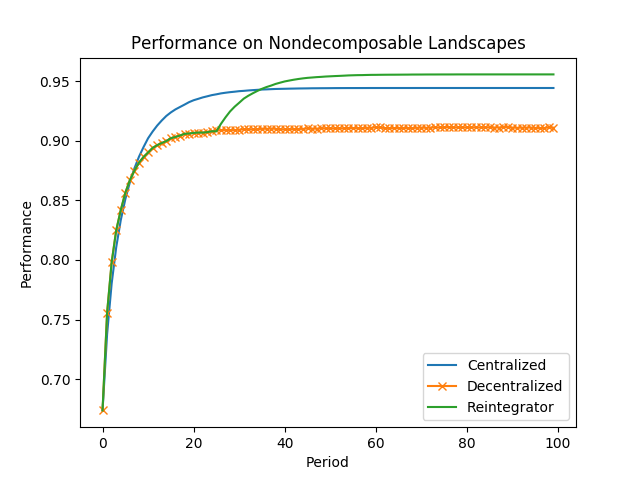 Performance on Nondecomposable Landscapes
Performance
0.95
0.90
0.85
0.80
0.75
0.70
Centralized
Decentralized
Reintegrator
0 20 40 60 80 100
Period